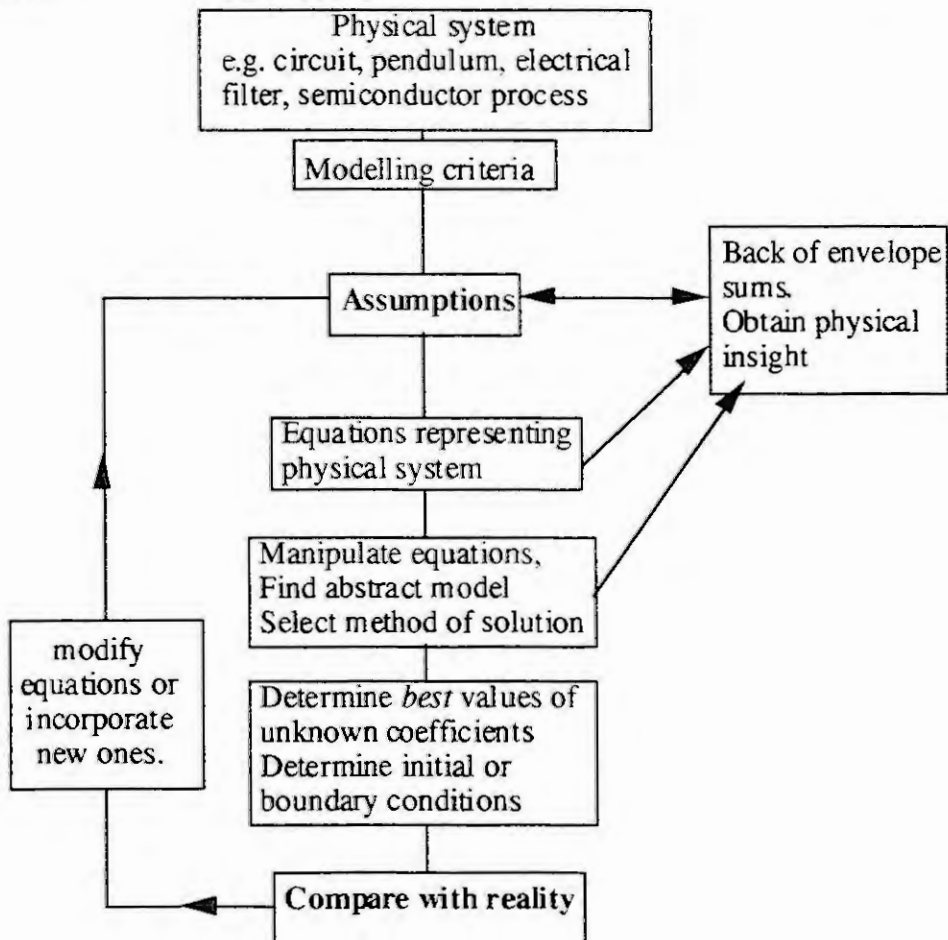 Physical system
e.g. circuit, pendulum, electrical
filter, semiconductor process
Modelling criteria
Assumptions
Back of envelope
sums.
Obtain physical
insight
Equations representing
physical system
Manipulate equations,
Find abstract model
Select method of solution
modify
equations or
incorporate
new ones.
Determine best values of
unknown coefficients
Determine initial or
boundary conditions
Compare with reality